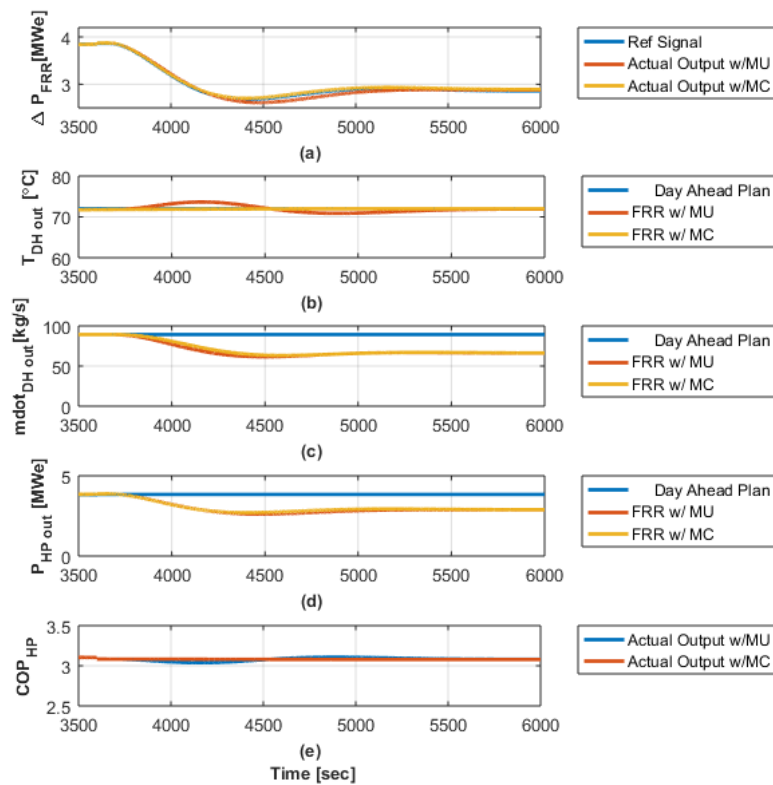 4
3
Δ P_FRR[MWe]
3500 4000 4500 5000 5500 6000
(a)
Ref Signal
Actual Output w/MU
Actual Output w/MC
80
70
60
T_DH out [°C]
3500 4000 4500 5000 5500 6000
(b)
Day Ahead Plan
FRR w/ MU
FRR w/ MC
100
50
0
mdot_DH out[kg/s]
3500 4000 4500 5000 5500 6000
(c)
Day Ahead Plan
FRR w/ MU
FRR w/ MC
5
0
P_HP out [MWe]
3500 4000 4500 5000 5500 6000
(d)
Day Ahead Plan
FRR w/ MU
FRR w/ MC
3.5
3
2.5
COP_HP
3500 4000 4500 5000 5500 6000
(e)
Time [sec]
Actual Output w/MU
Actual Output w/MC